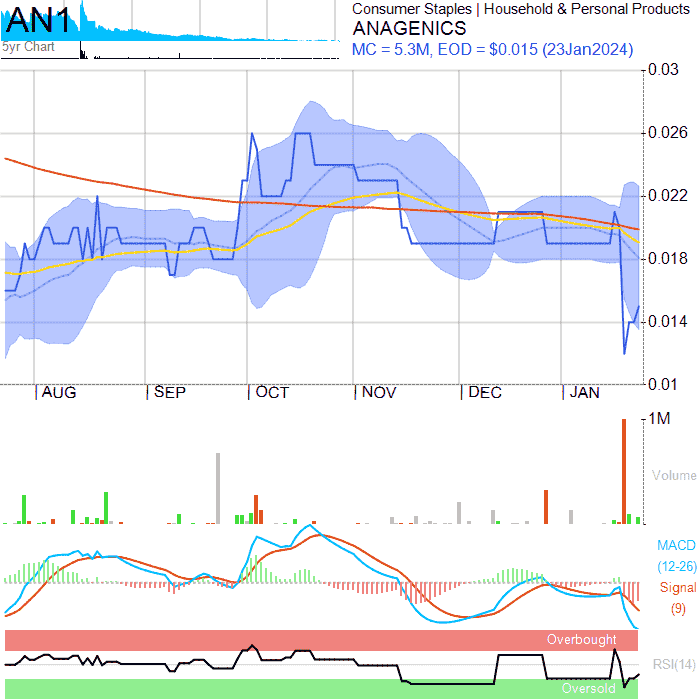 AN1
5yr Chart
Consumer Staples | Household & Personal Products
ANAGENICS
MC = 5.3M, EOD = $0.015 (23Jan2024)
0.03
0.026
0.022
0.018
0.014
0.01
AUG SEP OCT NOV DEC JAN
1M
Volume
MACD
(12-26)
Signal
(9)
Overbought
RSI(14)
Oversold